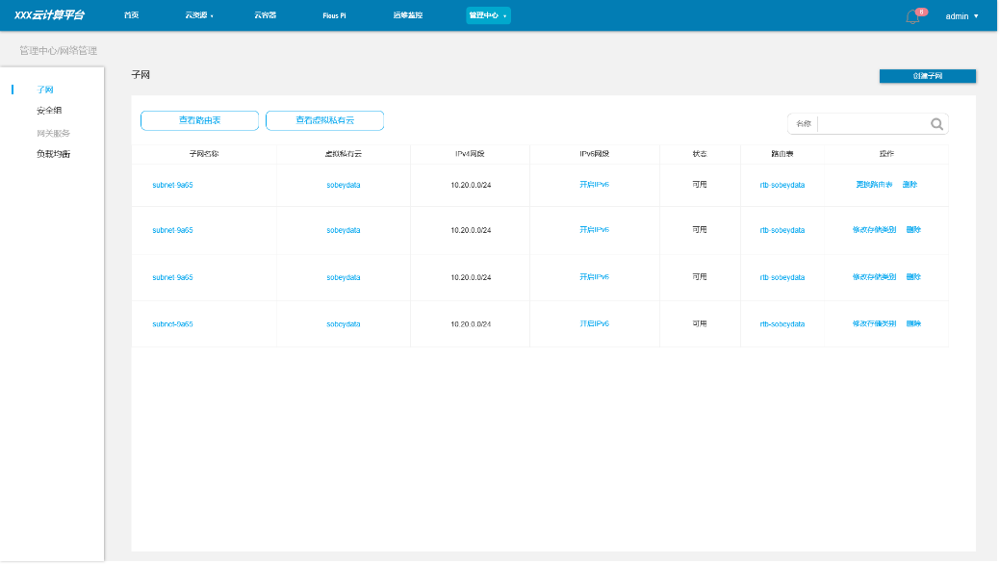 XXX云计算平台 首页 云资源 云容器 Flous Pi 运维监控 管理中心 6 admin
管理中心/网络管理
子网
安全组
网关服务
负载均衡
子网 创建子网
查看路由表 查看虚拟私有云 名称
子网名称 虚拟私有云 IPv4网段 IPv6网段 状态 路由表 操作
subnet-9a65 sobeydata 10.20.0.0/24 开启IPv6 可用 rtb-sobeydata 更换路由表 删除
subnet-9a65 sobeydata 10.20.0.0/24 开启IPv6 可用 rtb-sobeydata 修改存储类别 删除
subnet-9a65 sobeydata 10.20.0.0/24 开启IPv6 可用 rtb-sobeydata 修改存储类别 删除
subnet-9a65 sobeydata 10.20.0.0/24 开启IPv6 可用 rtb-sobeydata 修改存储类别 删除